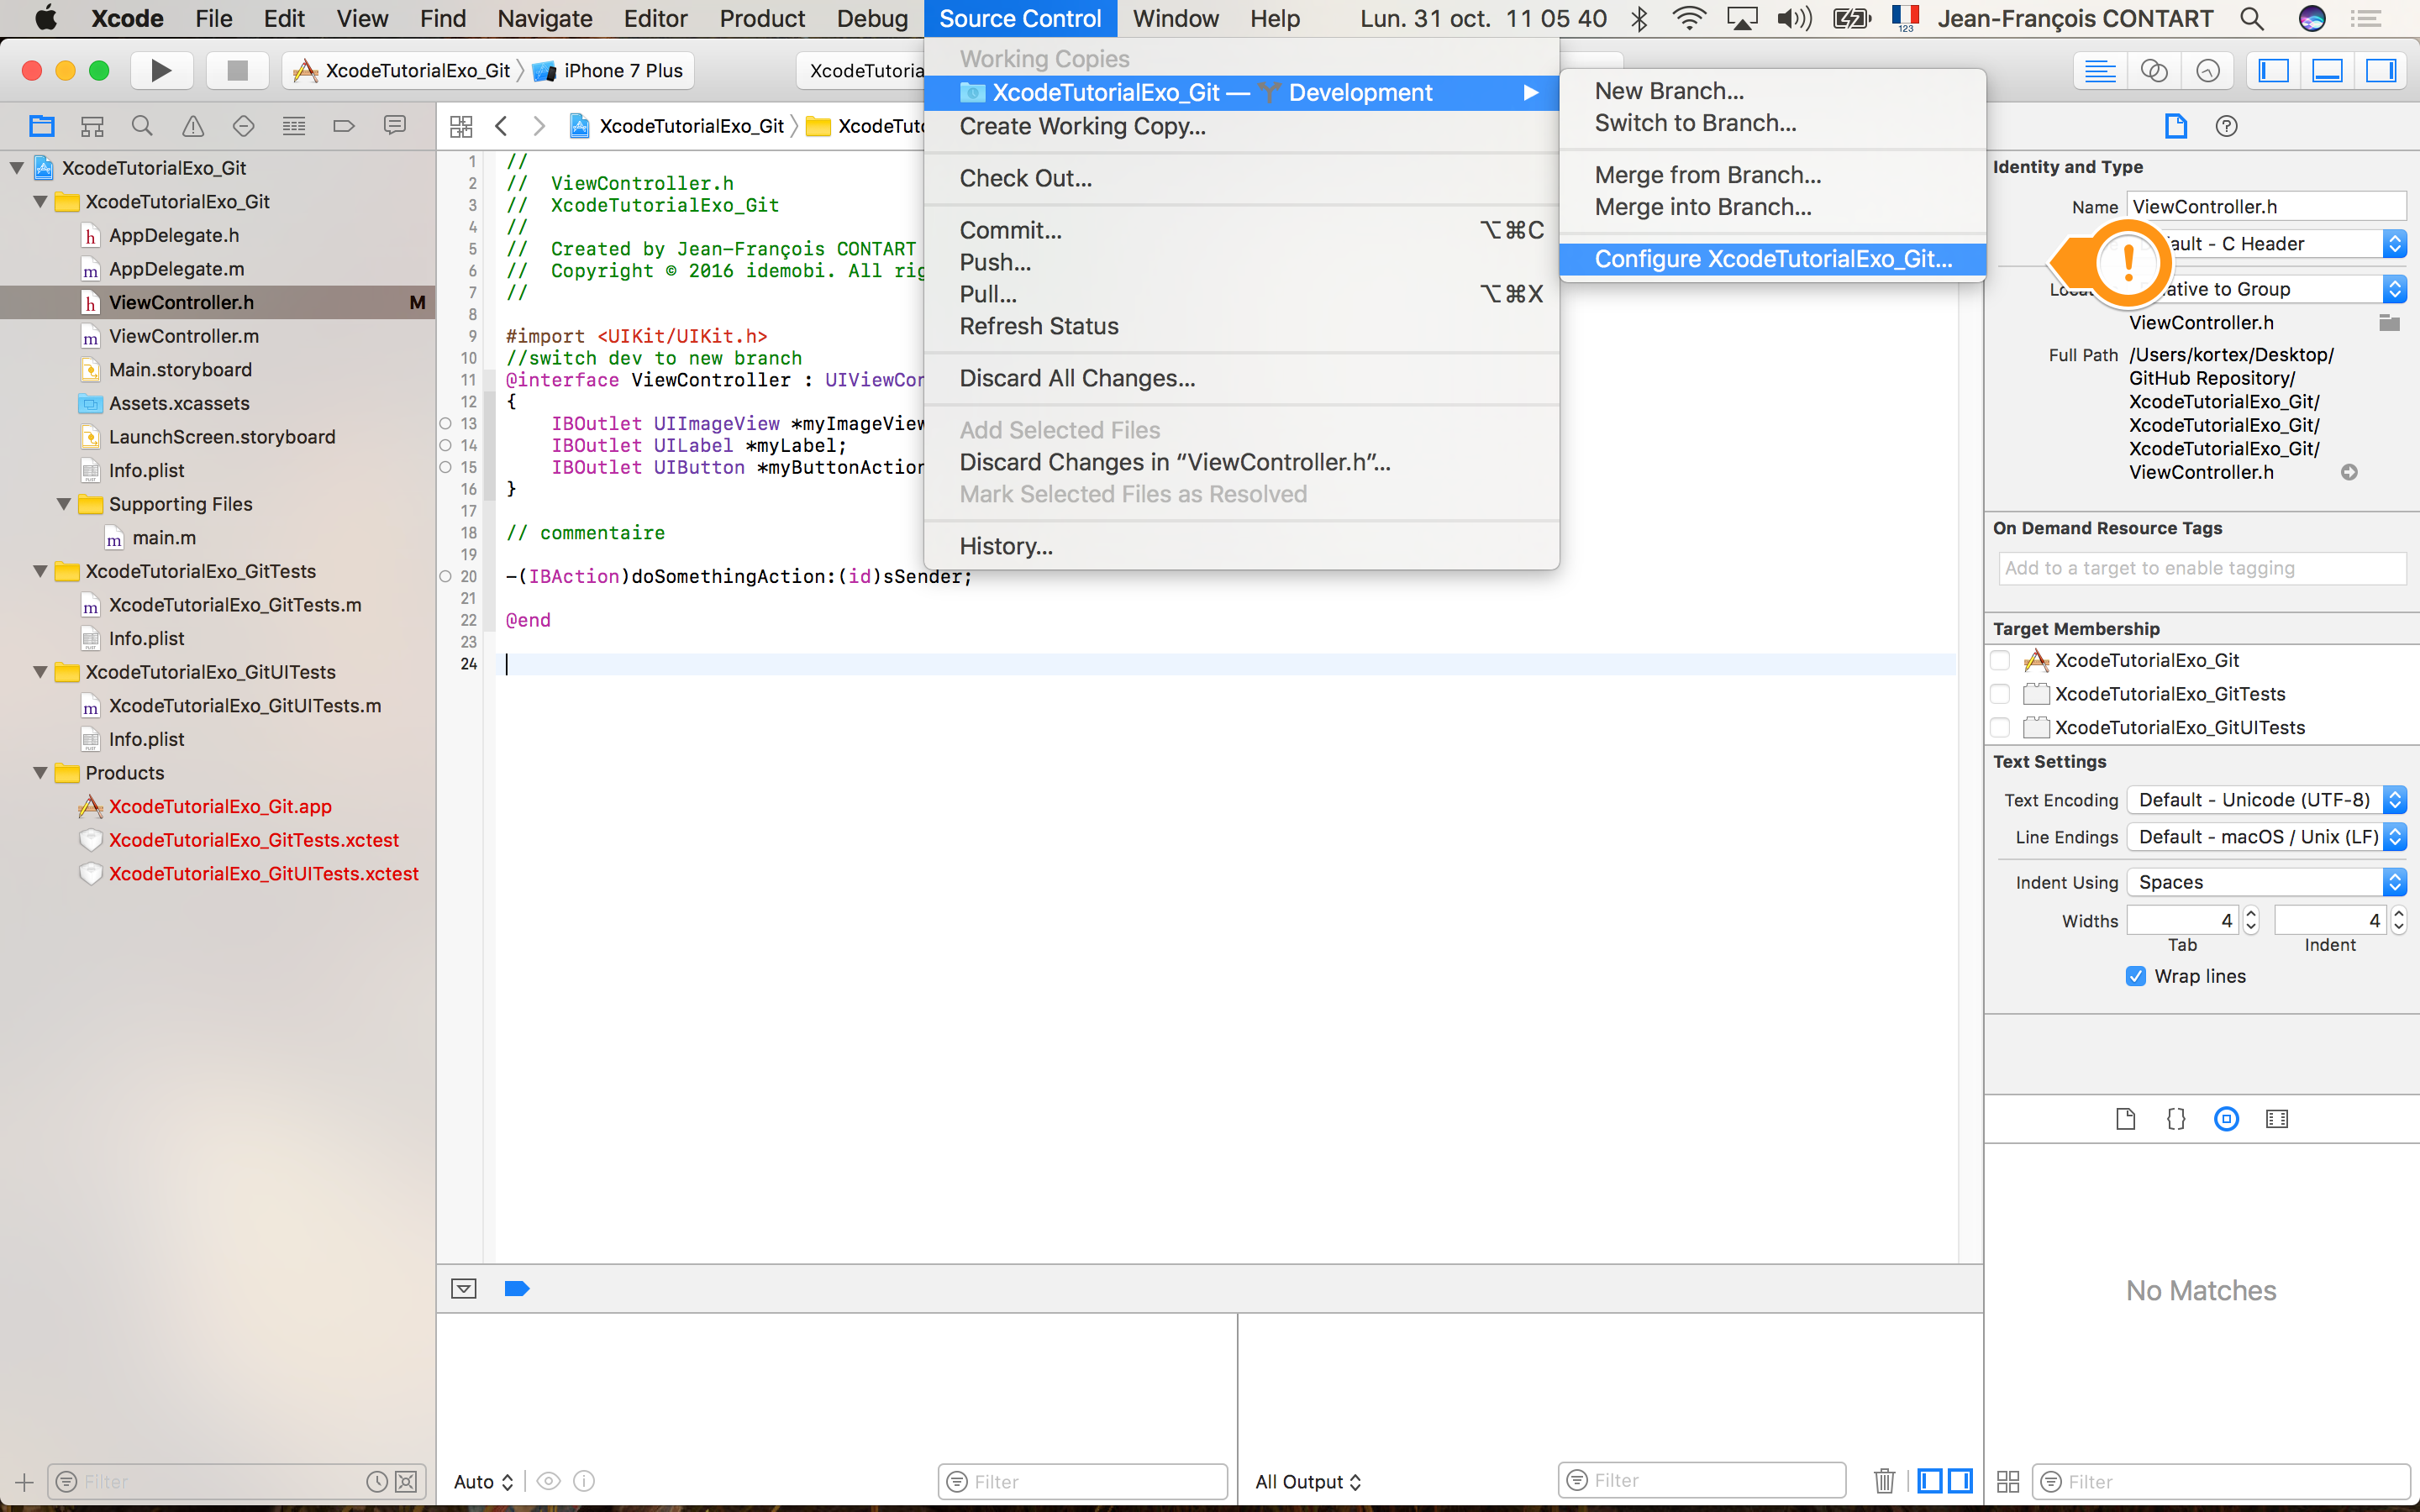 Xcode File Edit View Find Navigate Editor Product Debug Source Control Window Help Lun. 31 oct. 11 05 40 123 Jean-François CONTART
XcodeTutorialExo_Git iPhone 7 Plus XcodeTutoria
XcodeTutorialExo_Git XcodeTuto
XcodeTutorialExo_Git
XcodeTutorialExo_Git
h AppDelegate.h
m AppDelegate.m
h ViewController.h M
m ViewController.m
Main.storyboard
Assets.xcassets
LaunchScreen.storyboard
Info.plist
Supporting Files
m main.m
XcodeTutorialExo_GitTests
m XcodeTutorialExo_GitTests.m
Info.plist
XcodeTutorialExo_GitUITests
m XcodeTutorialExo_GitUITests.m
Info.plist
Products
XcodeTutorialExo_Git.app
XcodeTutorialExo_GitTests.xctest
XcodeTutorialExo_GitUITests.xctest
Filter
1 //
2 // ViewController.h
3 // XcodeTutorialExo_Git
4 //
5 // Created by Jean-François CONTART
6 // Copyright © 2016 idemobi. All rig
7 //
8
9 #import <UIKit/UIKit.h>
10 //switch dev to new branch
11 @interface ViewController : UIViewCon
12 {
13 IBOutlet UIImageView *myImageView
14 IBOutlet UILabel *myLabel;
15 IBOutlet UIButton *myButtonAction
16 }
17
18 // commentaire
19
20 -(IBAction)doSomethingAction:(id)sSender;
21
22 @end
23
24
Working Copies
XcodeTutorialExo_Git — Development
Create Working Copy...
Check Out...
Commit... ⌥⌘C
Push...
Pull... ⌥⌘X
Refresh Status
Discard All Changes...
Add Selected Files
Discard Changes in “ViewController.h”...
Mark Selected Files as Resolved
History...
New Branch...
Switch to Branch...
Merge from Branch...
Merge into Branch...
Configure XcodeTutorialExo_Git...
Auto Filter
All Output Filter
Identity and Type
Name ViewController.h
ault - C Header
Loca ative to Group
ViewController.h
Full Path /Users/kortex/Desktop/
GitHub Repository/
XcodeTutorialExo_Git/
XcodeTutorialExo_Git/
XcodeTutorialExo_Git/
ViewController.h
On Demand Resource Tags
Add to a target to enable tagging
Target Membership
XcodeTutorialExo_Git
XcodeTutorialExo_GitTests
XcodeTutorialExo_GitUITests
Text Settings
Text Encoding Default - Unicode (UTF-8)
Line Endings Default - macOS / Unix (LF)
Indent Using Spaces
Widths 4 4
Tab Indent
Wrap lines
No Matches
Filter